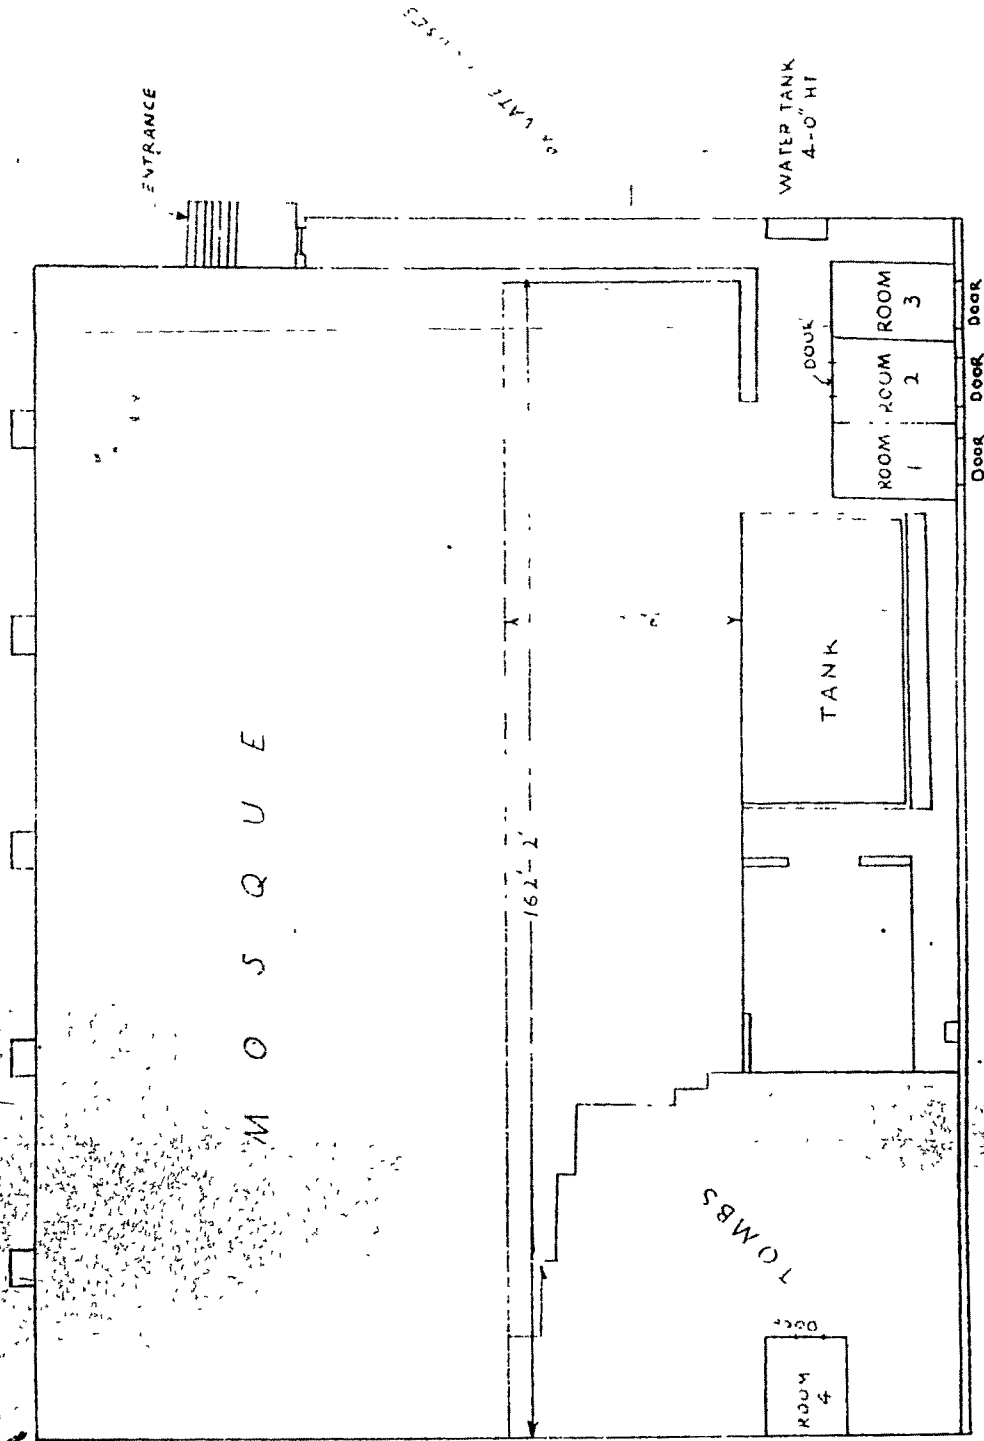 ENTRANCE
WATER TANK
4-0" HT
MOSQUE
162'-2'
DOOR
ROOM
1
ROOM
2
ROOM
3
DOOR
DOOR
DOOR
TANK
TOMBS
DOOR
ROOM
4